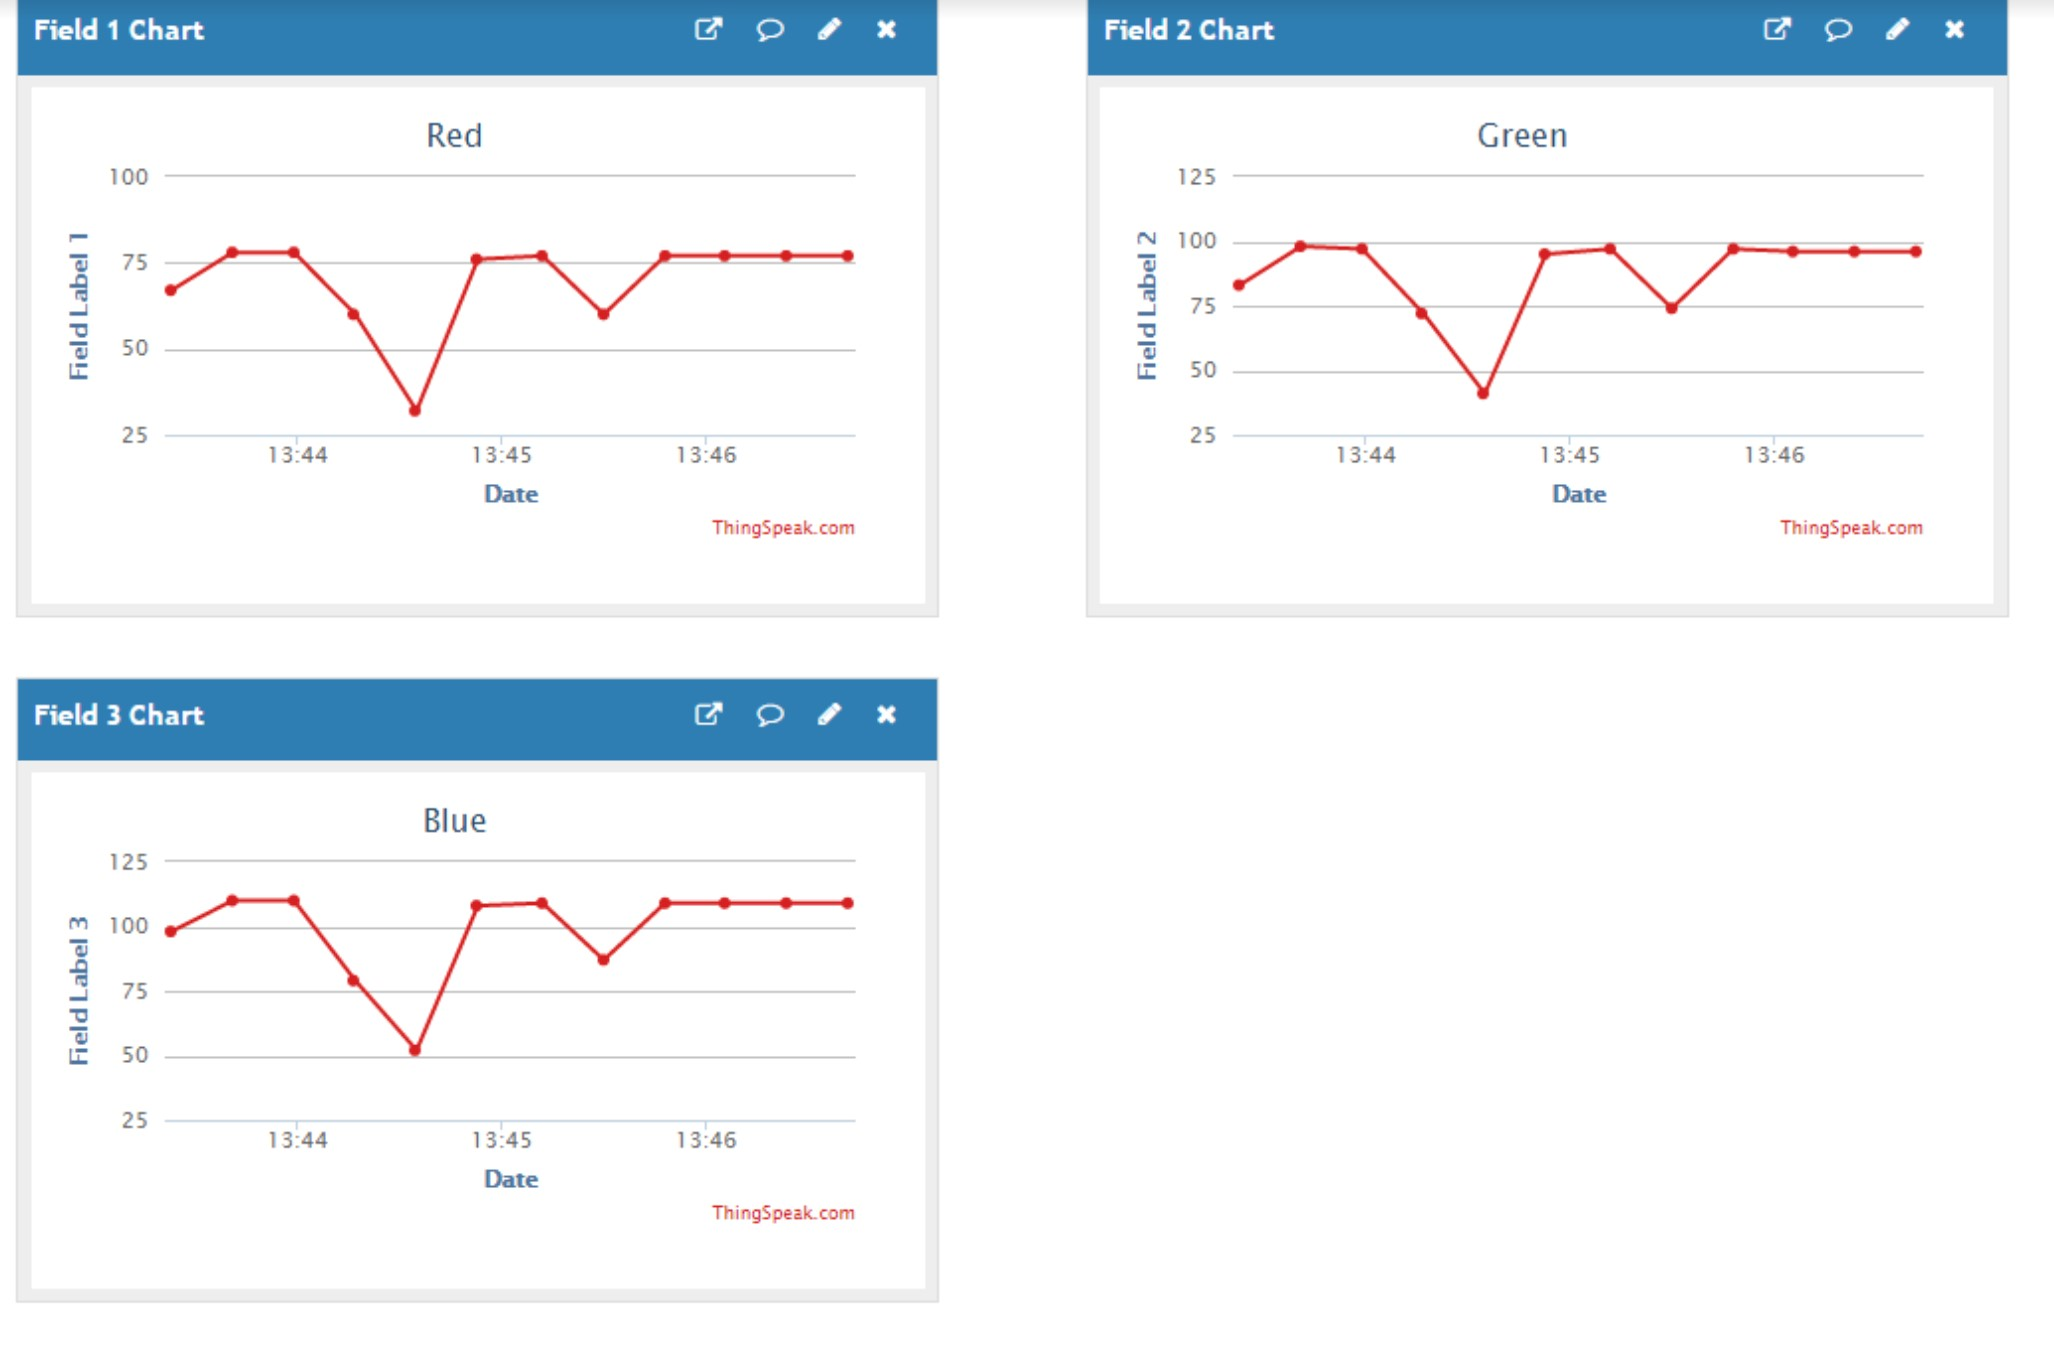 Field 1 Chart
Red
100
75
50
25
Field Label 1
13:44 13:45 13:46
Date
ThingSpeak.com
Field 2 Chart
Green
125
100
75
50
25
Field Label 2
13:44 13:45 13:46
Date
ThingSpeak.com
Field 3 Chart
Blue
125
100
75
50
25
Field Label 3
13:44 13:45 13:46
Date
ThingSpeak.com